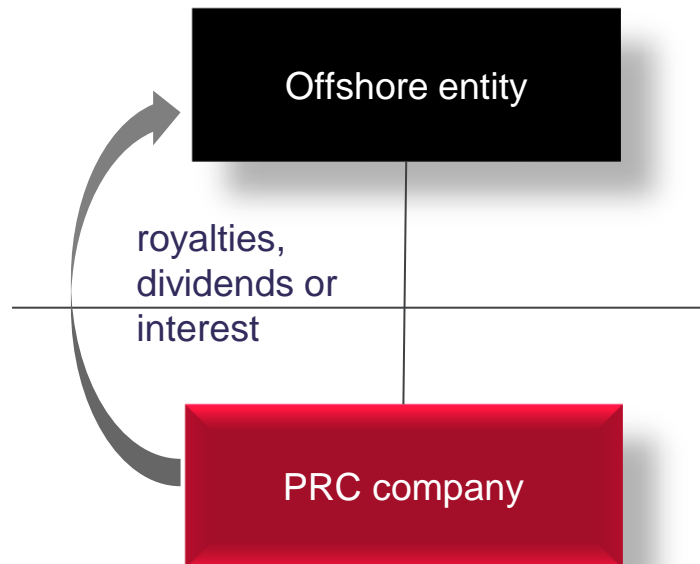 Offshore entity
royalties,
dividends or
interest
PRC company